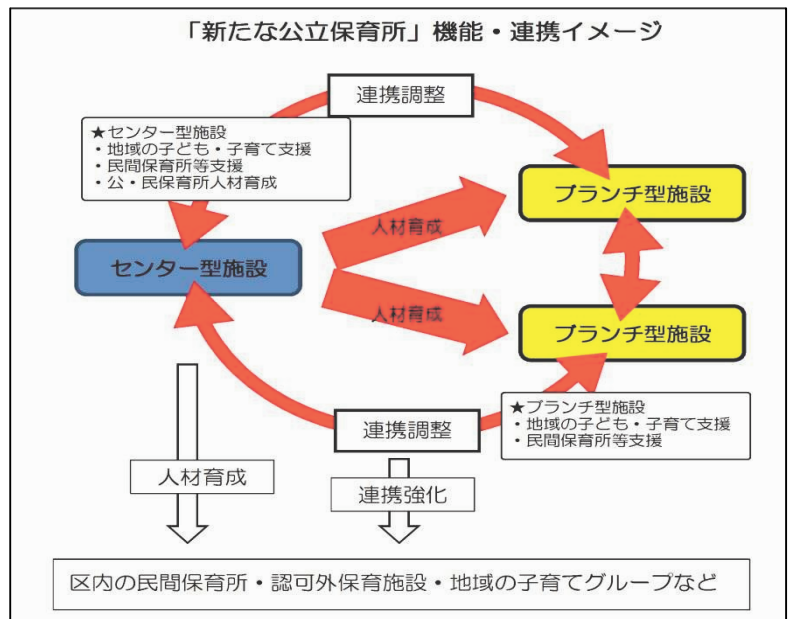 「新たな公立保育所」機能・連携イメージ
連携調整
★センター型施設
・地域の子ども・子育て支援
・民間保育所等支援
・公・民保育所人材育成
ブランチ型施設
人材育成
センター型施設
人材育成
ブランチ型施設
★ブランチ型施設
・地域の子ども・子育て支援
・民間保育所等支援
連携調整
人材育成
連携強化
区内の民間保育所・認可外保育施設・地域の子育てグループなど